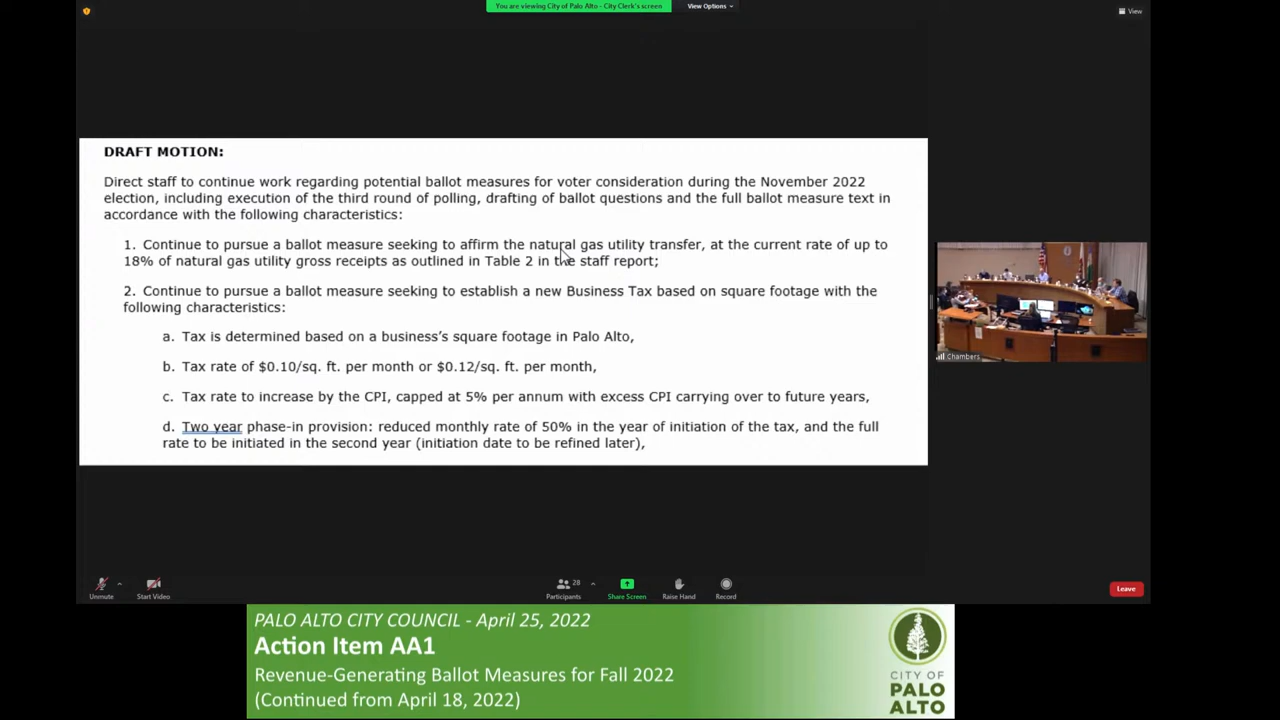 You are viewing City of Palo Alto - City Clerk's screen
View Options
View
DRAFT MOTION:
Direct staff to continue work regarding potential ballot measures for voter consideration during the November 2022
election, including execution of the third round of polling, drafting of ballot questions and the full ballot measure text in
accordance with the following characteristics:
1. Continue to pursue a ballot measure seeking to affirm the natural gas utility transfer, at the current rate of up to
18% of natural gas utility gross receipts as outlined in Table 2 in the staff report;
2. Continue to pursue a ballot measure seeking to establish a new Business Tax based on square footage with the
following characteristics:
a. Tax is determined based on a business's square footage in Palo Alto,
b. Tax rate of $0.10/sq. ft. per month or $0.12/sq. ft. per month,
c. Tax rate to increase by the CPI, capped at 5% per annum with excess CPI carrying over to future years,
d. Two year phase-in provision: reduced monthly rate of 50% in the year of initiation of the tax, and the full
rate to be initiated in the second year (initiation date to be refined later),
Chambers
28
Unmute
Start Video
Participants
Share Screen
Raise Hand
Record
Leave
PALO ALTO CITY COUNCIL - April 25, 2022
Action Item AA1
Revenue-Generating Ballot Measures for Fall 2022
(Continued from April 18, 2022)
CITY OF
PALO
ALTO